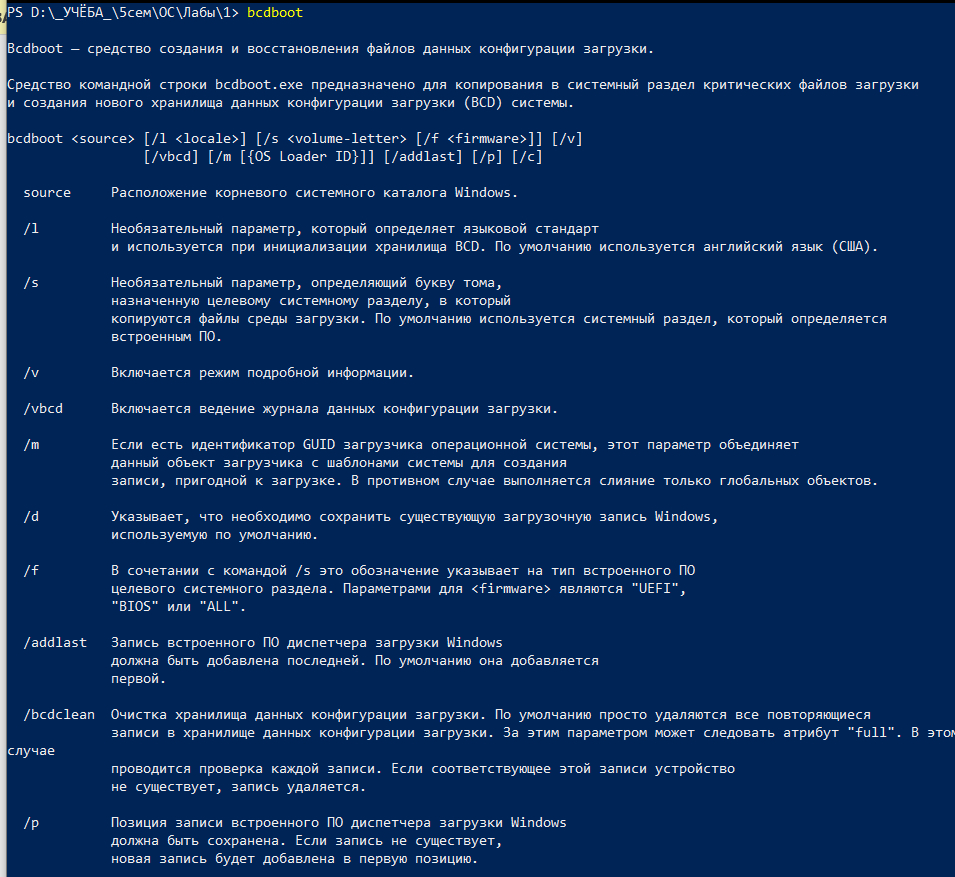 PS D:\_УЧЁБА_\5сем\ОС\Лабы\1> bcdboot
Bcdboot — средство создания и восстановления файлов данных конфигурации загрузки.
Средство командной строки bcdboot.exe предназначено для копирования в системный раздел критических файлов загрузки
и создания нового хранилища данных конфигурации загрузки (BCD) системы.
bcdboot <source> [/l <locale>] [/s <volume-letter> [/f <firmware>]] [/v]
[/vbcd] [/m [{OS Loader ID}]] [/addlast] [/p] [/c]
source Расположение корневого системного каталога Windows.
/l Необязательный параметр, который определяет языковой стандарт
и используется при инициализации хранилища BCD. По умолчанию используется английский язык (США).
/s Необязательный параметр, определяющий букву тома,
назначенную целевому системному разделу, в который
копируются файлы среды загрузки. По умолчанию используется системный раздел, который определяется
встроенным ПО.
/v Включается режим подробной информации.
/vbcd Включается ведение журнала данных конфигурации загрузки.
/m Если есть идентификатор GUID загрузчика операционной системы, этот параметр объединяет
данный объект загрузчика с шаблонами системы для создания
записи, пригодной к загрузке. В противном случае выполняется слияние только глобальных объектов.
/d Указывает, что необходимо сохранить существующую загрузочную запись Windows,
используемую по умолчанию.
/f В сочетании с командой /s это обозначение указывает на тип встроенного ПО
целевого системного раздела. Параметрами для <firmware> являются "UEFI",
"BIOS" или "ALL".
/addlast Запись встроенного ПО диспетчера загрузки Windows
должна быть добавлена последней. По умолчанию она добавляется
первой.
/bcdclean Очистка хранилища данных конфигурации загрузки. По умолчанию просто удаляются все повторяющиеся
записи в хранилище данных конфигурации загрузки. За этим параметром может следовать атрибут "full". В этом
случае
проводится проверка каждой записи. Если соответствующее этой записи устройство
не существует, запись удаляется.
/p Позиция записи встроенного ПО диспетчера загрузки Windows
должна быть сохранена. Если запись не существует,
новая запись будет добавлена в первую позицию.